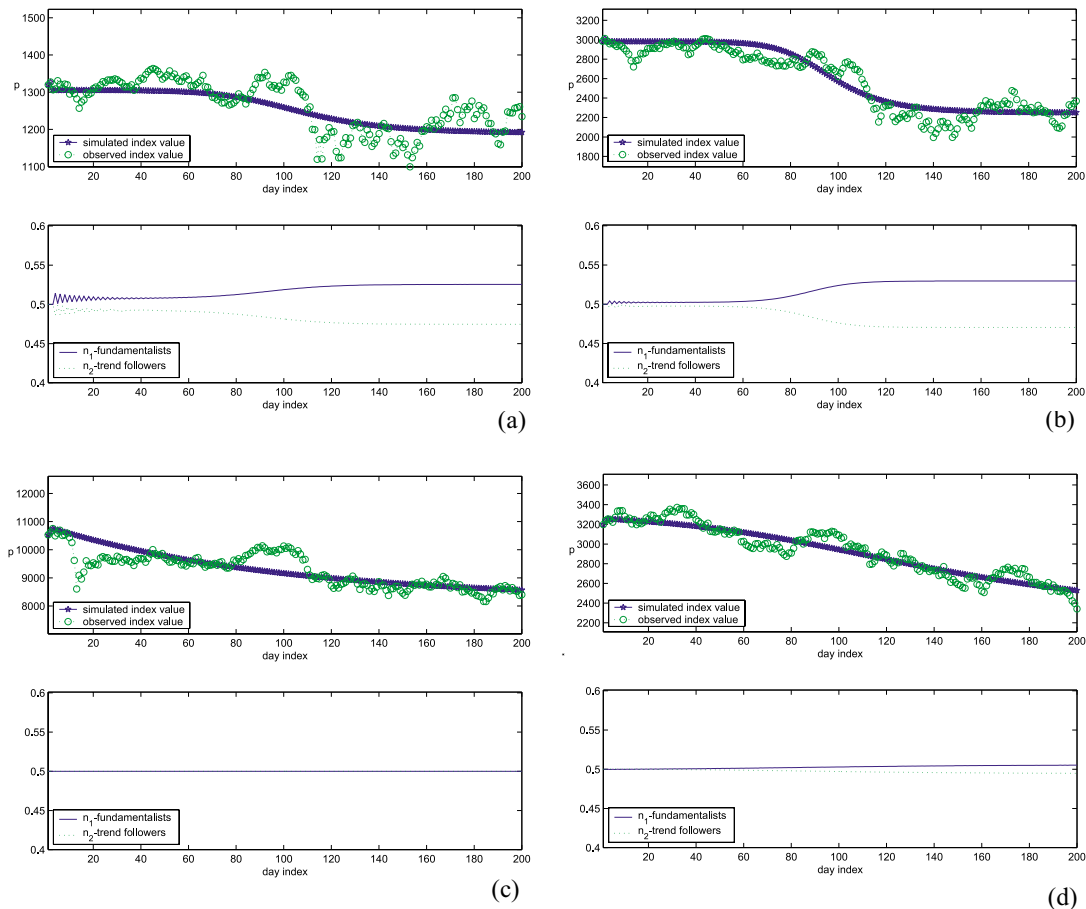 1500
1400
1300
1200
1100
p
simulated index value
observed index value
20 40 60 80 100 120 140 160 180 200
day index
0.6
0.55
0.5
0.45
0.4
n1-fundamentalists
n2-trend followers
20 40 60 80 100 120 140 160 180 200
day index
(a)
3200
3000
2800
2600
2400
2200
2000
1800
p
simulated index value
observed index value
20 40 60 80 100 120 140 160 180 200
day index
0.6
0.55
0.5
0.45
0.4
n1-fundamentalists
n2-trend followers
20 40 60 80 100 120 140 160 180 200
day index
(b)
12000
11000
10000
9000
8000
p
simulated index value
observed index value
20 40 60 80 100 120 140 160 180 200
day index
0.6
0.55
0.5
0.45
0.4
n1-fundamentalists
n2-trend followers
20 40 60 80 100 120 140 160 180 200
day index
(c)
3600
3400
3200
3000
2800
2600
2400
2200
p
simulated index value
observed index value
20 40 60 80 100 120 140 160 180 200
day index
0.6
0.55
0.5
0.45
0.4
n1-fundamentalists
n2-trend followers
20 40 60 80 100 120 140 160 180 200
day index
(d)